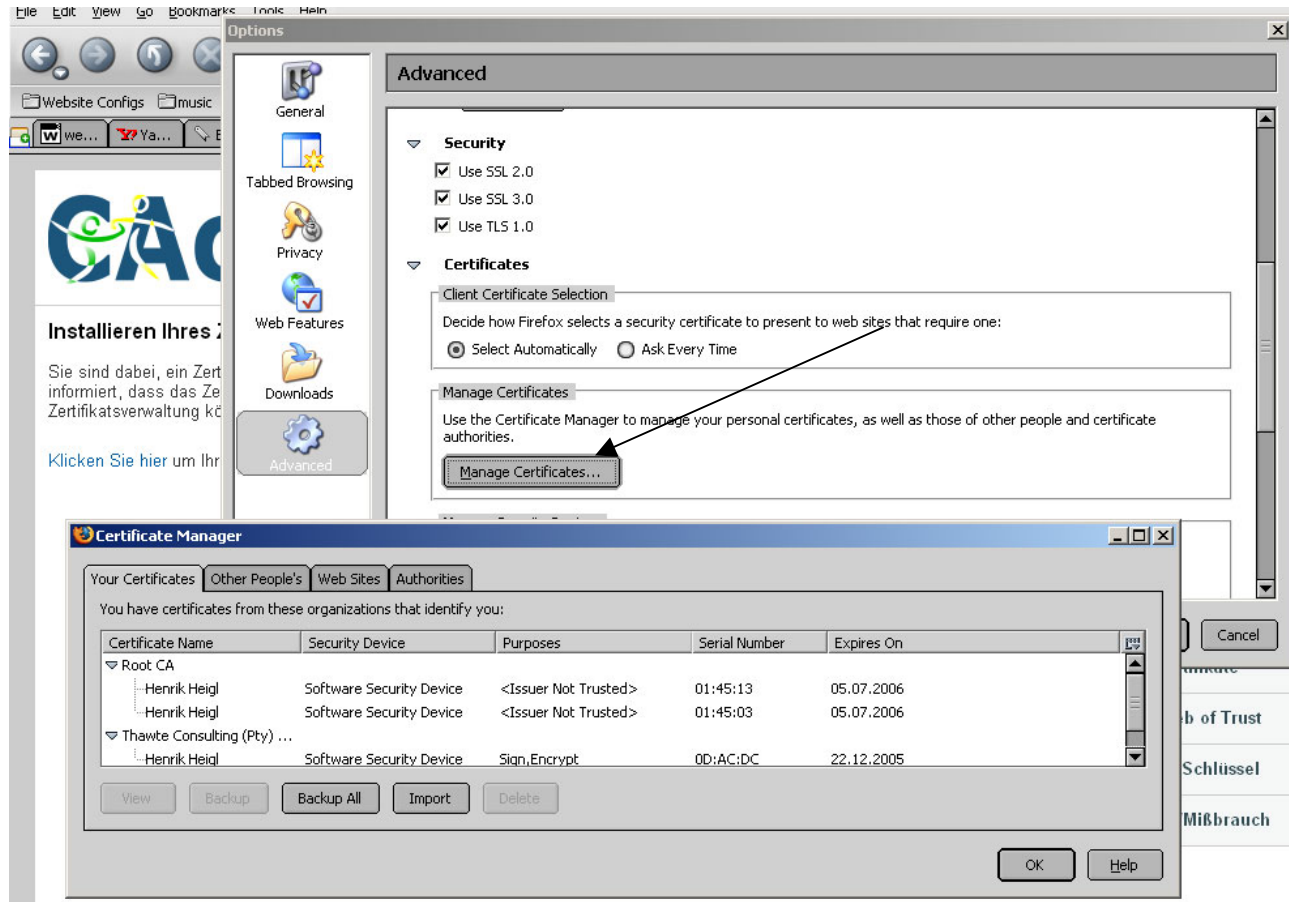 File Edit View Go Bookmarks Tools Help
Website Configs music
we... Ya...
CAc
Installieren Ihres
Sie sind dabei, ein Zert
informiert, dass das Ze
Zertifikatsverwaltung kö
Klicken Sie hier um Ihr
Options
General
Tabbed Browsing
Privacy
Web Features
Downloads
Advanced
Advanced
Security
Use SSL 2.0
Use SSL 3.0
Use TLS 1.0
Certificates
Client Certificate Selection
Decide how Firefox selects a security certificate to present to web sites that require one:
Select Automatically Ask Every Time
Manage Certificates
Use the Certificate Manager to manage your personal certificates, as well as those of other people and certificate
authorities.
Manage Certificates...
Cancel
Certificate Manager
Your Certificates Other People's Web Sites Authorities
You have certificates from these organizations that identify you:
Certificate Name Security Device Purposes Serial Number Expires On
Root CA
Henrik Heigl Software Security Device <Issuer Not Trusted> 01:45:13 05.07.2006
Henrik Heigl Software Security Device <Issuer Not Trusted> 01:45:03 05.07.2006
Thawte Consulting (Pty) ...
Henrik Heigl Software Security Device Sign,Encrypt 0D:AC:DC 22.12.2005
View Backup Backup All Import Delete
OK Help
b of Trust
Schlüssel
Mißbrauch